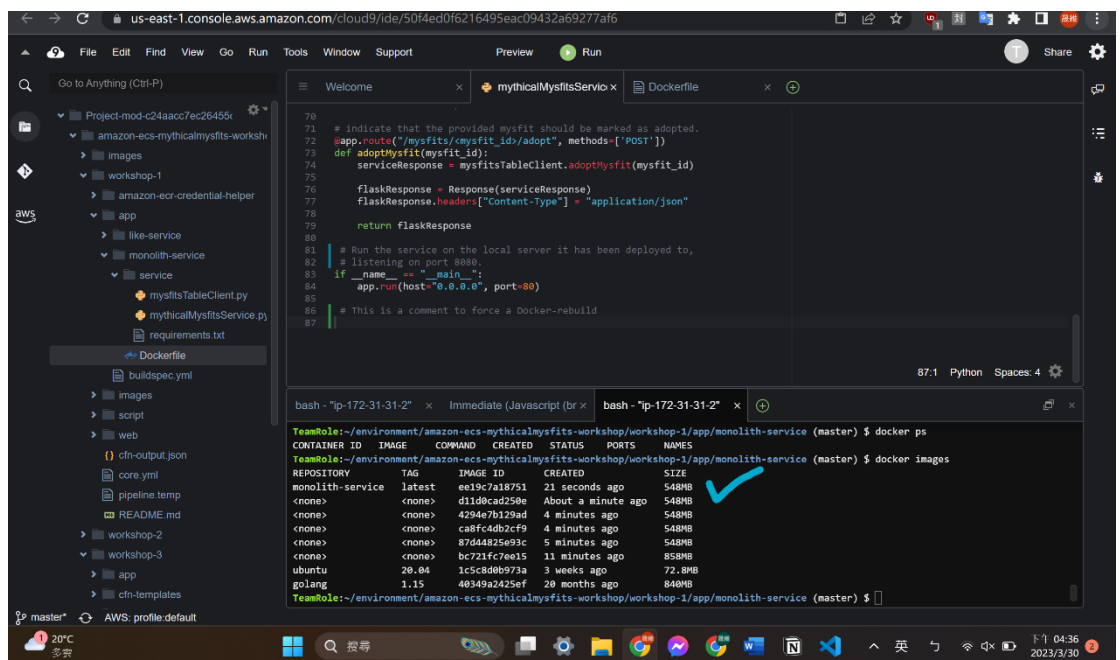 us-east-1.console.aws.amazon.com/cloud9/ide/50f4ed0f6216495eac09432a69277af6
File Edit Find View Go Run Tools Window Support Preview Run Share
Go to Anything (Ctrl-P)
Project-mod-c24aacc7ec26455c
amazon-ecs-mythicalmysfits-worksh
images
workshop-1
amazon-ecr-credential-helper
app
like-service
monolith-service
service
mysfitsTableClient.py
mythicalMysfitsService.py
requirements.txt
Dockerfile
buildspec.yml
images
script
web
cfn-output.json
core.yml
pipeline.temp
README.md
workshop-2
workshop-3
app
cfn-templates
aws
Welcome × mythicalMysfitsServic × Dockerfile ×
70
71 # indicate that the provided mysfit should be marked as adopted.
72 @app.route("/mysfits/<mysfit_id>/adopt", methods=['POST'])
73 def adoptMysfit(mysfit_id):
74 serviceResponse = mysfitsTableClient.adoptMysfit(mysfit_id)
75
76 flaskResponse = Response(serviceResponse)
77 flaskResponse.headers["Content-Type"] = "application/json"
78
79 return flaskResponse
80
81 # Run the service on the local server it has been deployed to,
82 # listening on port 8080.
83 if __name__ == "__main__":
84 app.run(host="0.0.0.0", port=80)
85
86 # This is a comment to force a Docker-rebuild
87
87:1 Python Spaces: 4
bash - "ip-172-31-31-2" × Immediate (Javascript (br × bash - "ip-172-31-31-2" ×
TeamRole:~/environment/amazon-ecs-mythicalmysfits-workshop/workshop-1/app/monolith-service (master) $ docker ps
CONTAINER ID IMAGE COMMAND CREATED STATUS PORTS NAMES
TeamRole:~/environment/amazon-ecs-mythicalmysfits-workshop/workshop-1/app/monolith-service (master) $ docker images
REPOSITORY TAG IMAGE ID CREATED SIZE
monolith-service latest ee19c7a18751 21 seconds ago 548MB
<none> <none> d11d0cad250e About a minute ago 548MB
<none> <none> 4294e7b129ad 4 minutes ago 548MB
<none> <none> ca8fc4db2cf9 4 minutes ago 548MB
<none> <none> 87d44825e93c 5 minutes ago 548MB
<none> <none> bc721fc7ee15 11 minutes ago 858MB
ubuntu 20.04 1c5c8d0b973a 3 weeks ago 72.8MB
golang 1.15 40349a2425ef 20 months ago 840MB
TeamRole:~/environment/amazon-ecs-mythicalmysfits-workshop/workshop-1/app/monolith-service (master) $
master* AWS: profile:default
20°C
多雲
搜尋
英
下午 04:36
2023/3/30